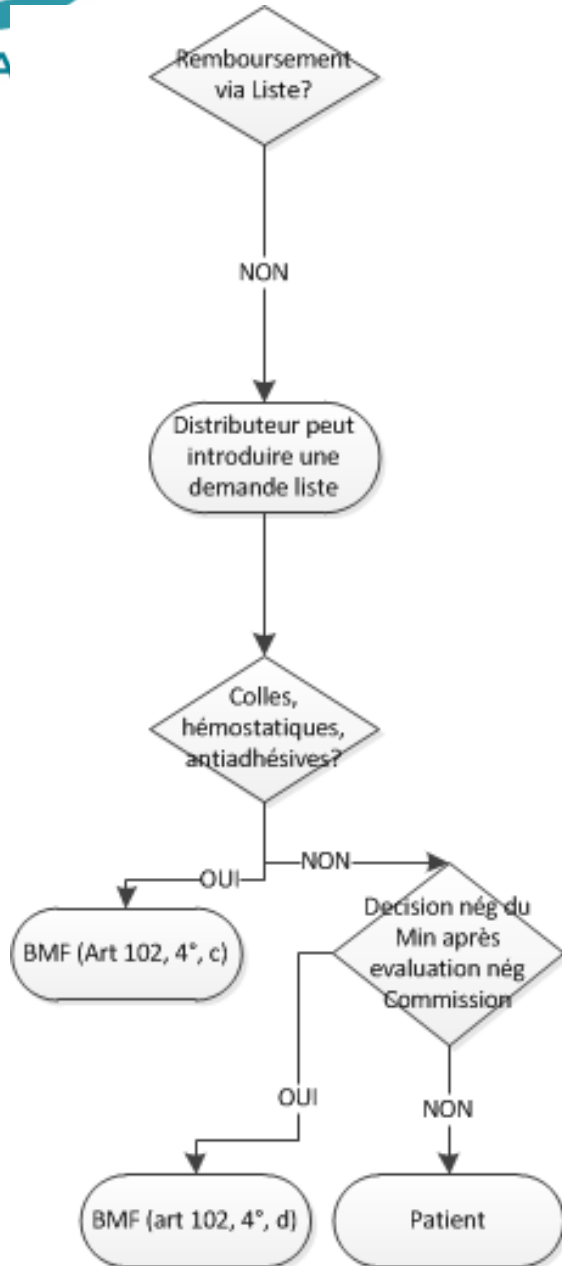 Remboursement
via Liste?
NON
Distributeur peut
introduire une
demande liste
Colles,
hémostatiques,
antiadhésives?
OUI
NON
BMF (Art 102, 4°, c)
Decision nég du
Min après
evaluation nég
Commission
OUI
NON
BMF (art 102, 4°, d)
Patient